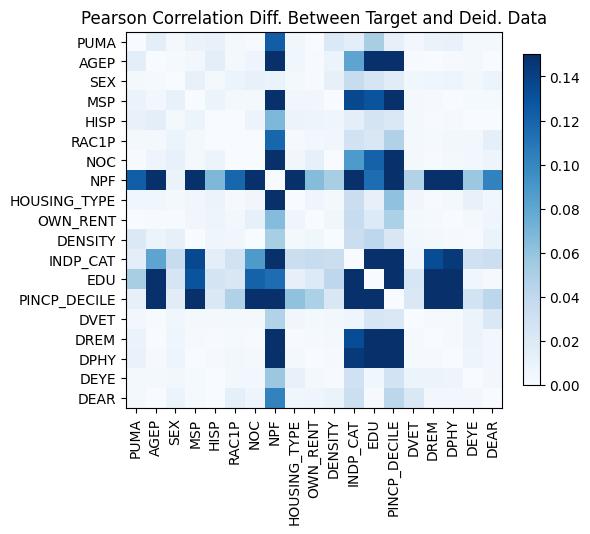 Pearson Correlation Diff. Between Target and Deid. Data
PUMA
AGEP
SEX
MSP
HISP
RAC1P
NOC
NPF
HOUSING_TYPE
OWN_RENT
DENSITY
INDP_CAT
EDU
PINCP_DECILE
DVET
DREM
DPHY
DEYE
DEAR
PUMA
AGEP
SEX
MSP
HISP
RAC1P
NOC
NPF
HOUSING_TYPE
OWN_RENT
DENSITY
INDP_CAT
EDU
PINCP_DECILE
DVET
DREM
DPHY
DEYE
DEAR
0.14
0.12
0.10
0.08
0.06
0.04
0.02
0.00